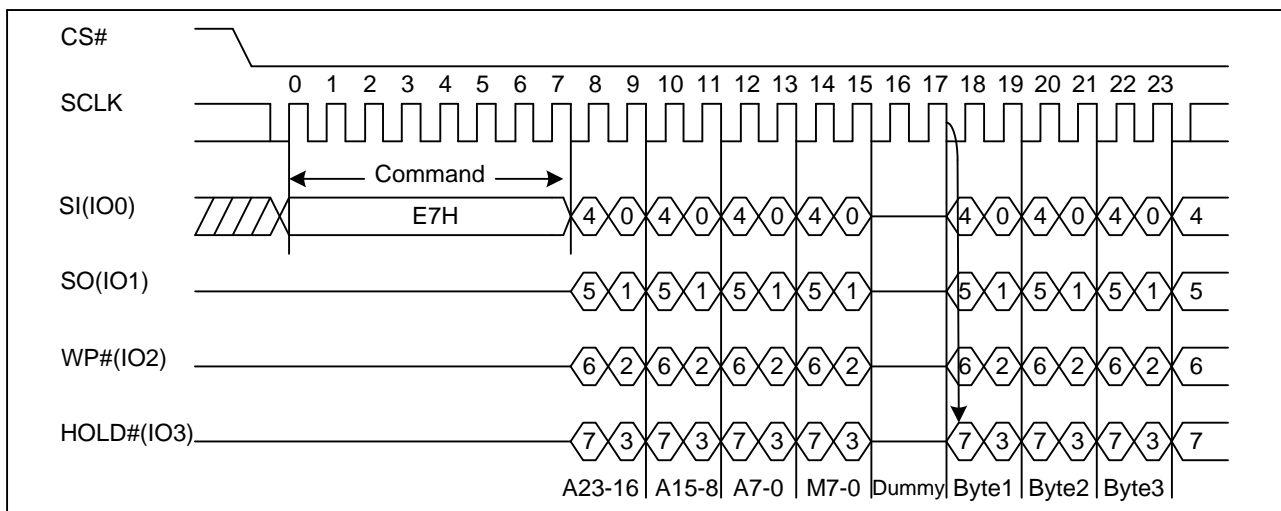 CS#
0 1 2 3 4 5 6 7 8 9 10 11 12 13 14 15 16 17 18 19 20 21 22 23
SCLK
Command
SI(IO0)
E7H
4 0 4 0 4 0 4 0 4 0 4 0 4 0 4
SO(IO1)
5 1 5 1 5 1 5 1 5 1 5 1 5 1 5
WP#(IO2)
6 2 6 2 6 2 6 2 6 2 6 2 6 2 6
HOLD#(IO3)
7 3 7 3 7 3 7 3 7 3 7 3 7 3 7
A23-16 A15-8 A7-0 M7-0 Dummy Byte1 Byte2 Byte3